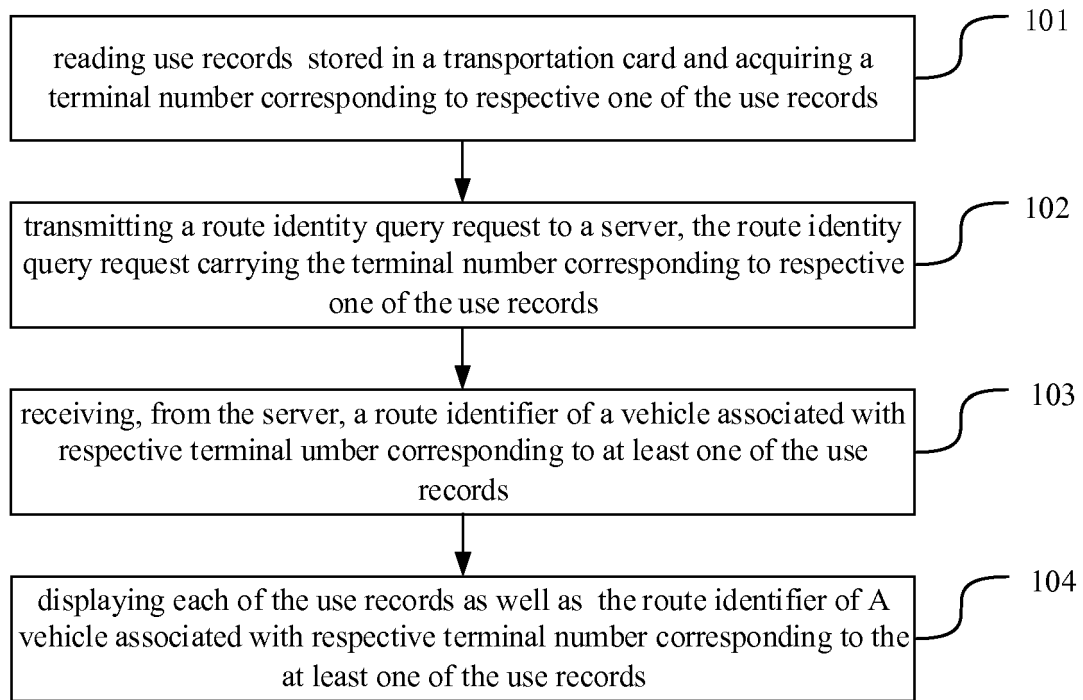 101
reading use records stored in a transportation card and acquiring a
terminal number corresponding to respective one of the use records
102
transmitting a route identity query request to a server, the route identity
query request carrying the terminal number corresponding to respective
one of the use records
103
receiving, from the server, a route identifier of a vehicle associated with
respective terminal umber corresponding to at least one of the use
records
104
displaying each of the use records as well as the route identifier of A
vehicle associated with respective terminal number corresponding to the
at least one of the use records